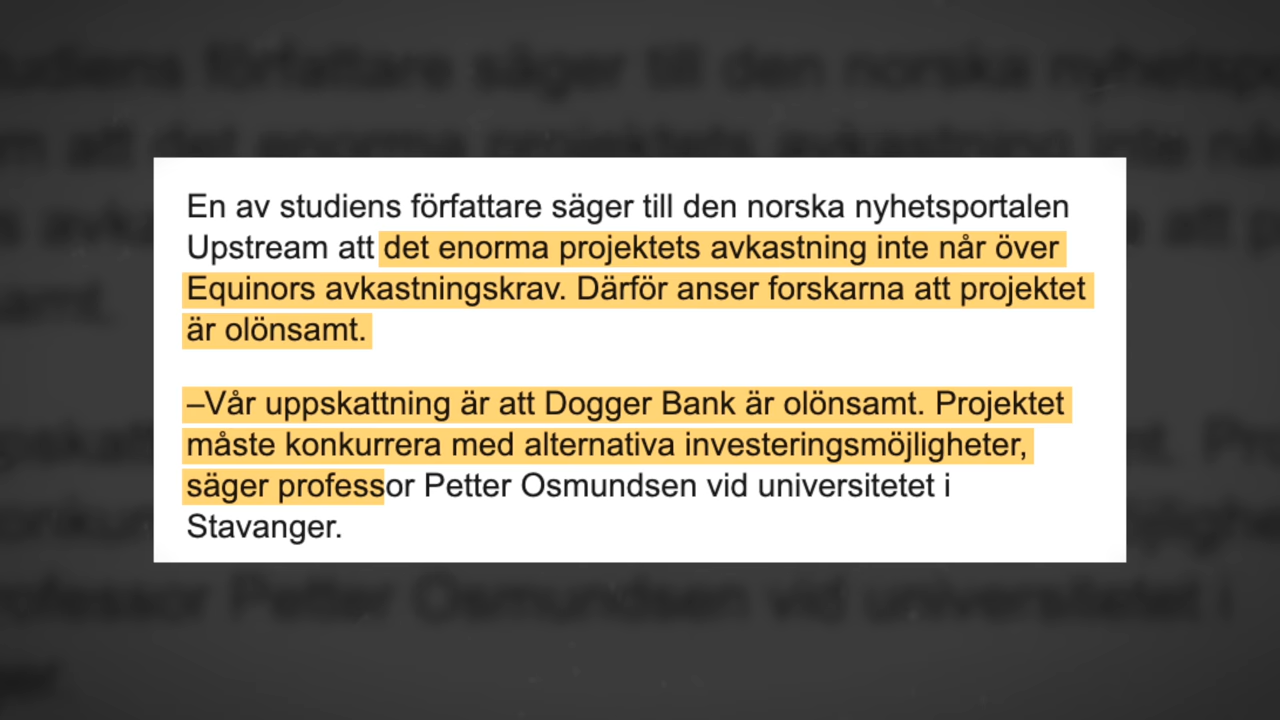 En av studiens författare säger till den norska nyhetsportalen
Upstream att det enorma projektets avkastning inte når över
Equinors avkastningskrav. Därför anser forskarna att projektet
är olönsamt.
–Vår uppskattning är att Dogger Bank är olönsamt. Projektet
måste konkurrera med alternativa investeringsmöjligheter,
säger professor Petter Osmundsen vid universitetet i
Stavanger.